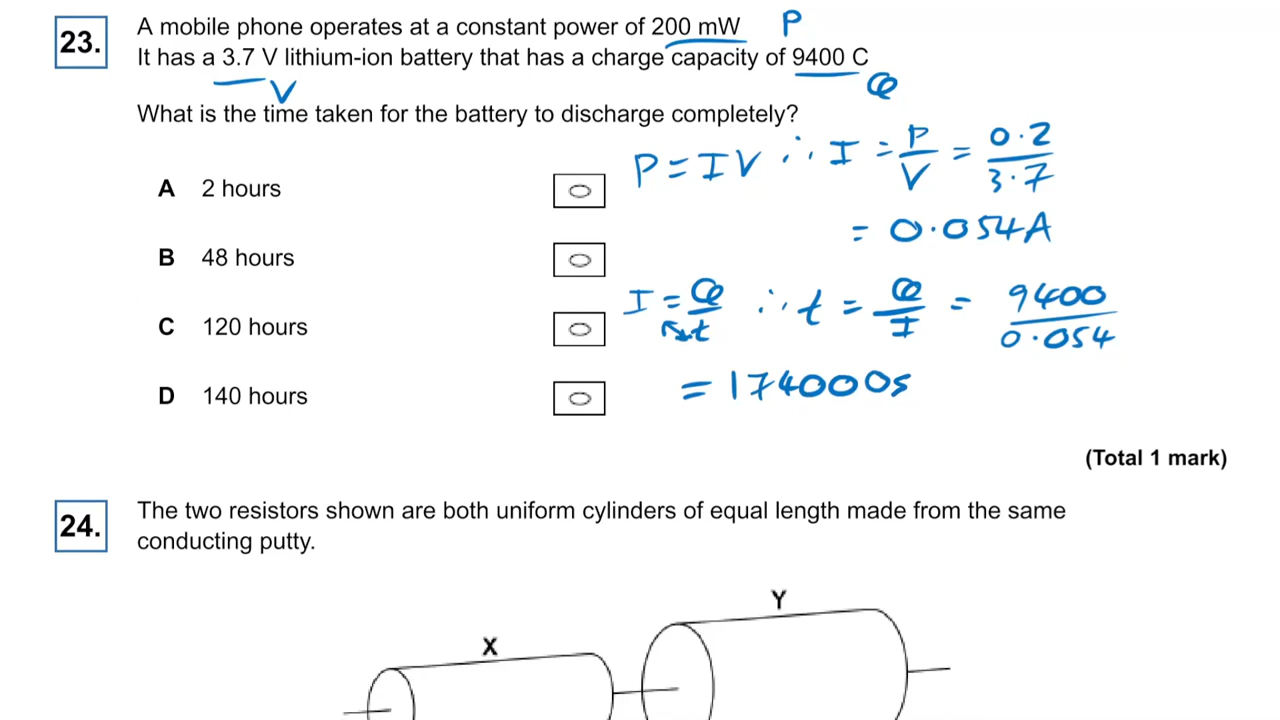 23.
A mobile phone operates at a constant power of 200 mW P
It has a 3.7 V lithium-ion battery that has a charge capacity of 9400 C
V Q
What is the time taken for the battery to discharge completely?
P = IV ∴ I = P/V = 0.2/3.7
A 2 hours
= 0.054A
B 48 hours
I = Q/t ∴ t = Q/I = 9400/0.054
C 120 hours
= 174000s
D 140 hours
(Total 1 mark)
24.
The two resistors shown are both uniform cylinders of equal length made from the same
conducting putty.
Y
X